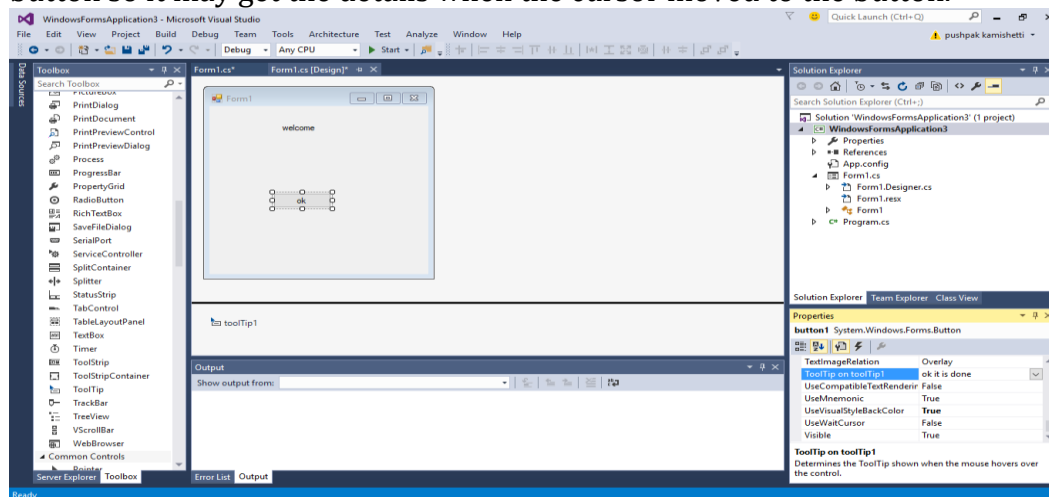 button so it may get the details when the cursor moved to the button.
WindowsFormsApplication3 - Microsoft Visual Studio
Quick Launch (Ctrl+Q)
File Edit View Project Build Debug Team Tools Architecture Test Analyze Window Help
pushpak kamishetti
Debug Any CPU Start
Data Sources
Toolbox
Search Toolbox
PictureBox
PrintDialog
PrintDocument
PrintPreviewControl
PrintPreviewDialog
Process
ProgressBar
PropertyGrid
RadioButton
RichTextBox
SaveFileDialog
SerialPort
ServiceController
SplitContainer
Splitter
StatusStrip
TabControl
TableLayoutPanel
TextBox
Timer
ToolStrip
ToolStripContainer
ToolTip
TrackBar
TreeView
VScrollBar
WebBrowser
Common Controls
Pointer
Server Explorer Toolbox
Form1.cs* Form1.cs [Design]*
Form1
welcome
ok
toolTip1
Output
Show output from:
Error List Output
Solution Explorer
Search Solution Explorer (Ctrl+;)
Solution 'WindowsFormsApplication3' (1 project)
WindowsFormsApplication3
Properties
References
App.config
Form1.cs
Form1.Designer.cs
Form1.resx
Form1
Program.cs
Solution Explorer Team Explorer Class View
Properties
button1 System.Windows.Forms.Button
TextImageRelation Overlay
ToolTip on toolTip1 ok it is done
UseCompatibleTextRenderin False
UseMnemonic True
UseVisualStyleBackColor True
UseWaitCursor False
Visible True
ToolTip on toolTip1
Determines the ToolTip shown when the mouse hovers over
the control.
Ready